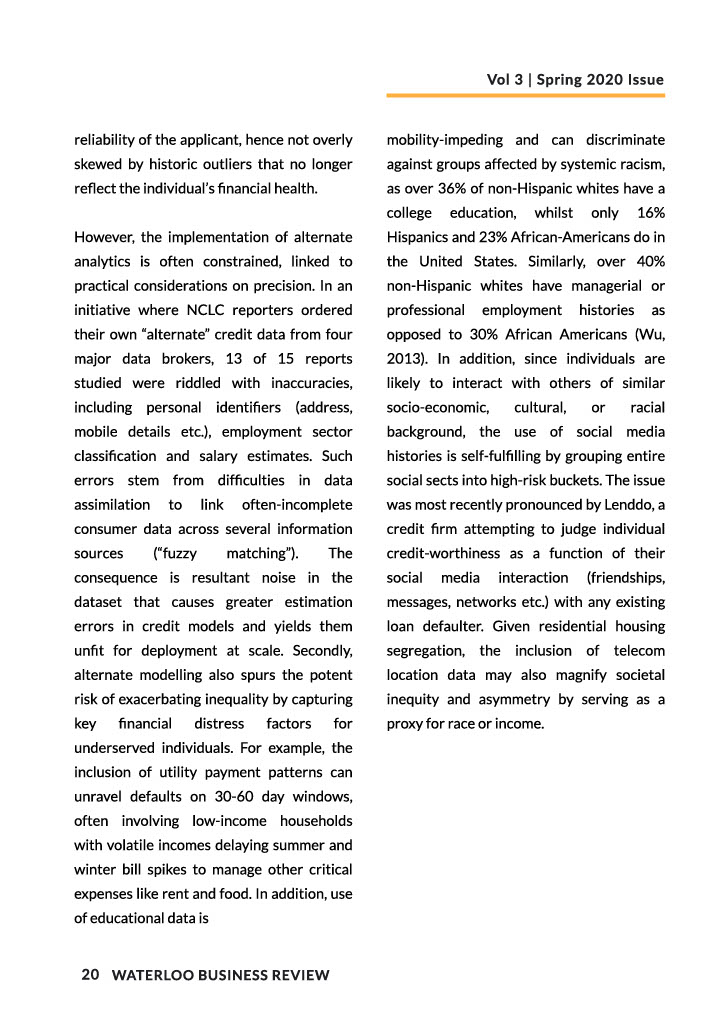 Vol 3 | Spring 2020 Issue
reliability of the applicant, hence not overly
skewed by historic outliers that no longer
reflect the individual’s financial health.
However, the implementation of alternate
analytics is often constrained, linked to
practical considerations on precision. In an
initiative where NCLC reporters ordered
their own “alternate” credit data from four
major data brokers, 13 of 15 reports
studied were riddled with inaccuracies,
including personal identifiers (address,
mobile details etc.), employment sector
classification and salary estimates. Such
errors stem from difficulties in data
assimilation to link often-incomplete
consumer data across several information
sources (“fuzzy matching”). The
consequence is resultant noise in the
dataset that causes greater estimation
errors in credit models and yields them
unfit for deployment at scale. Secondly,
alternate modelling also spurs the potent
risk of exacerbating inequality by capturing
key financial distress factors for
underserved individuals. For example, the
inclusion of utility payment patterns can
unravel defaults on 30-60 day windows,
often involving low-income households
with volatile incomes delaying summer and
winter bill spikes to manage other critical
expenses like rent and food. In addition, use
of educational data is
mobility-impeding and can discriminate
against groups affected by systemic racism,
as over 36% of non-Hispanic whites have a
college education, whilst only 16%
Hispanics and 23% African-Americans do in
the United States. Similarly, over 40%
non-Hispanic whites have managerial or
professional employment histories as
opposed to 30% African Americans (Wu,
2013). In addition, since individuals are
likely to interact with others of similar
socio-economic, cultural, or racial
background, the use of social media
histories is self-fulfilling by grouping entire
social sects into high-risk buckets. The issue
was most recently pronounced by Lenddo, a
credit firm attempting to judge individual
credit-worthiness as a function of their
social media interaction (friendships,
messages, networks etc.) with any existing
loan defaulter. Given residential housing
segregation, the inclusion of telecom
location data may also magnify societal
inequity and asymmetry by serving as a
proxy for race or income.
20 WATERLOO BUSINESS REVIEW